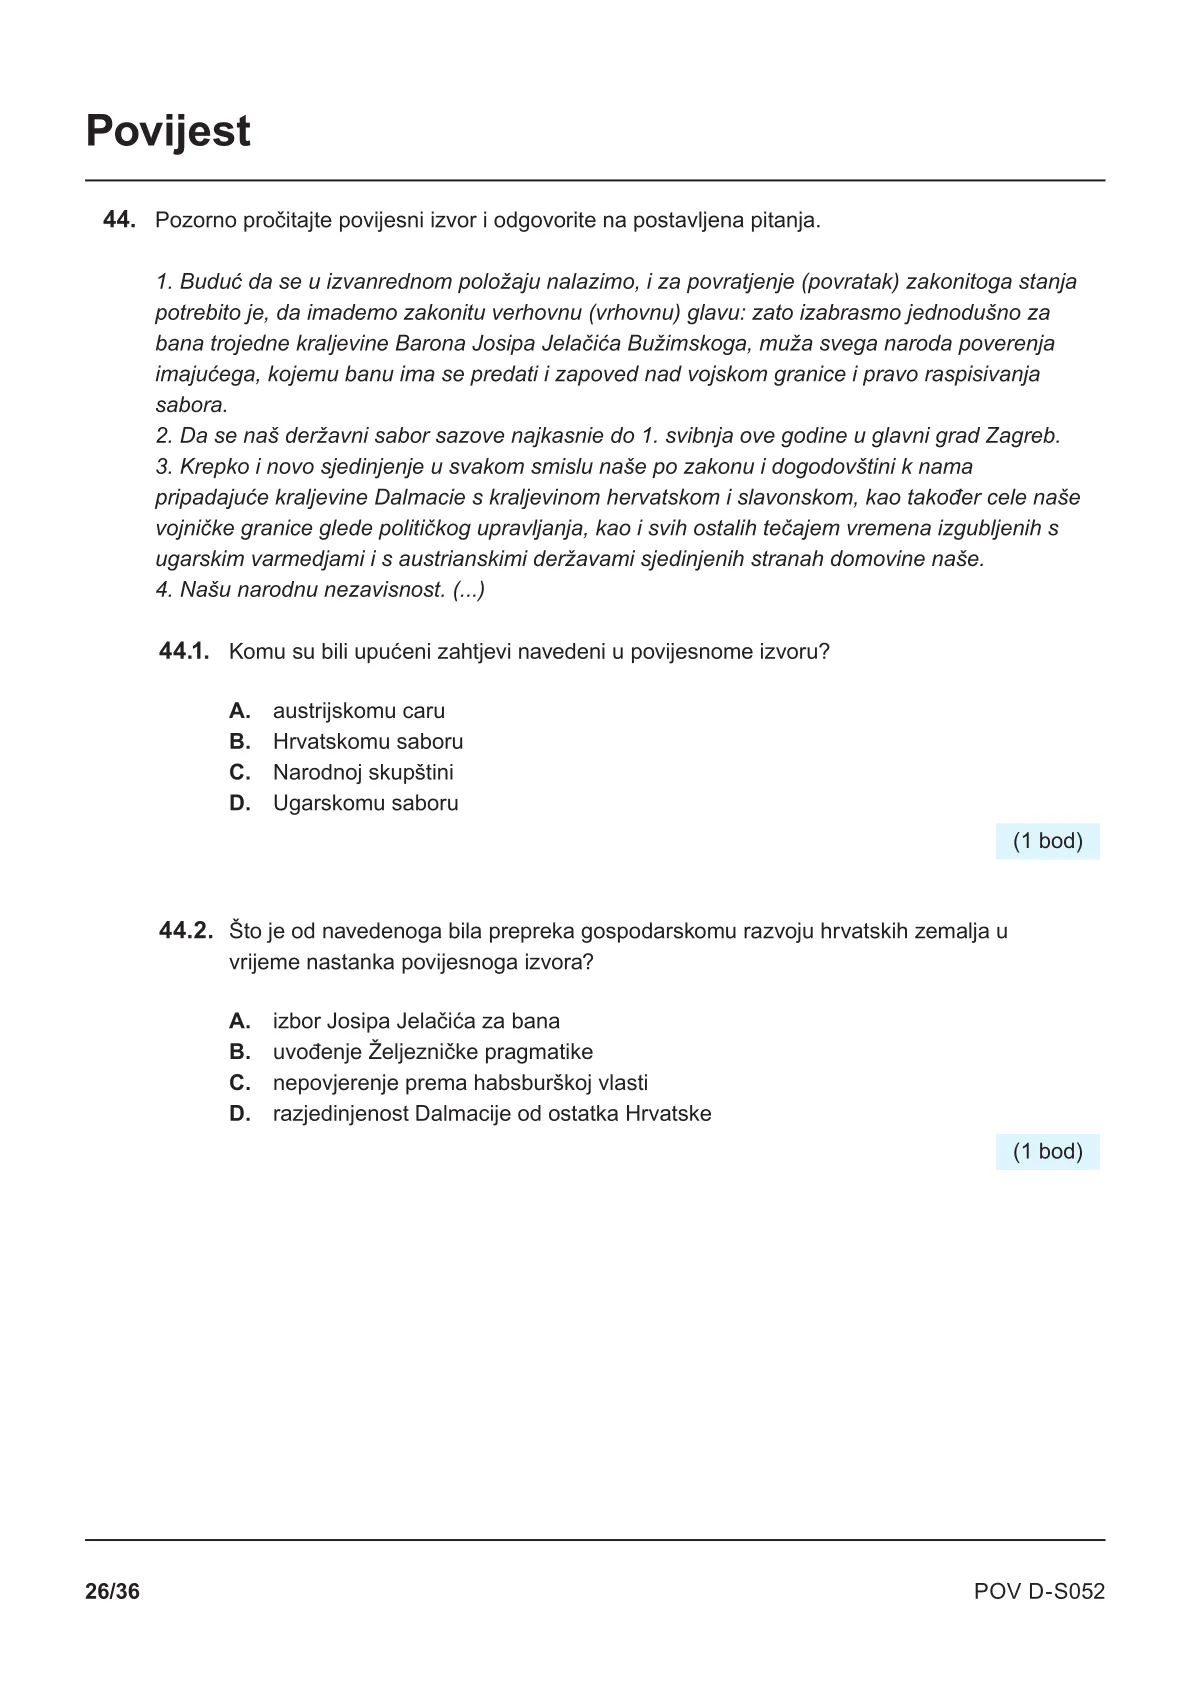 Povijest
44. Pozorno pročitajte povijesni izvor i odgovorite na postavljena pitanja.
1. Buduć da se u izvanrednom položaju nalazimo, i za povratjenje (povratak) zakonitoga stanja
potrebito je, da imademo zakonitu verhovnu (vrhovnu) glavu: zato izabrasmo jednodušno za
bana trojedne kraljevine Barona Josipa Jelačića Bužimskoga, muža svega naroda poverenja
imajućega, kojemu banu ima se predati i zapoved nad vojskom granice i pravo raspisivanja
sabora.
2. Da se naš deržavni sabor sazove najkasnie do 1. svibnja ove godine u glavni grad Zagreb.
3. Krepko i novo sjedinjenje u svakom smislu naše po zakonu i dogodovštini k nama
pripadajuće kraljevine Dalmacie s kraljevinom hervatskom i slavonskom, kao također cele naše
vojničke granice glede političkog upravljanja, kao i svih ostalih tečajem vremena izgubljenih s
ugarskim varmedjami i s austrianskimi deržavami sjedinjenih stranah domovine naše.
4. Našu narodnu nezavisnost. (...)
44.1. Komu su bili upućeni zahtjevi navedeni u povijesnome izvoru?
A. austrijskomu caru
B. Hrvatskomu saboru
C. Narodnoj skupštini
D. Ugarskomu saboru
(1 bod)
44.2. Što je od navedenoga bila prepreka gospodarskomu razvoju hrvatskih zemalja u
vrijeme nastanka povijesnoga izvora?
A. izbor Josipa Jelačića za bana
B. uvođenje Željezničke pragmatike
C. nepovjerenje prema habsburškoj vlasti
D. razjedinjenost Dalmacije od ostatka Hrvatske
(1 bod)
26/36
POV D-S052